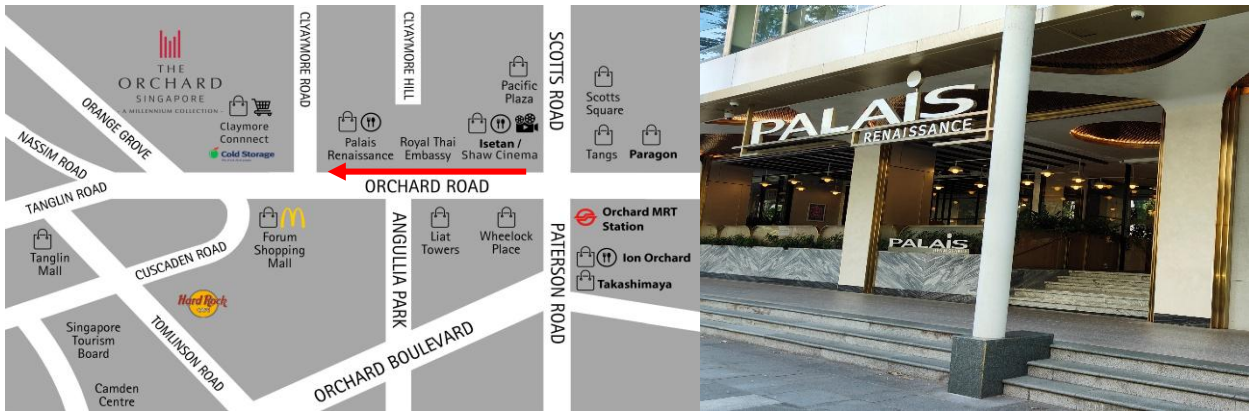 THE
ORCHARD
SINGAPORE
- A MILLENNIUM COLLECTION -
CLYAYMORE ROAD
CLYAYMORE HILL
SCOTTS ROAD
Pacific
Plaza
Scotts
Square
ORANGE GROVE
NASSIM ROAD
TANGLIN ROAD
Claymore
Connnect
Cold Storage
Palais
Renaissance
Royal Thai
Embassy
Isetan /
Shaw Cinema
Tangs
Paragon
ORCHARD ROAD
Tanglin
Mall
CUSCADEN ROAD
Forum
Shopping
Mall
ANGULLIA PARK
Liat
Towers
Wheelock
Place
PATERSON ROAD
Orchard MRT
Station
Ion Orchard
Takashimaya
Hard Rock
CAFE
Singapore
Tourism
Board
TOMLINSON ROAD
ORCHARD BOULEVARD
Camden
Centre
PALAiS
RENAISSANCE
PALAiS